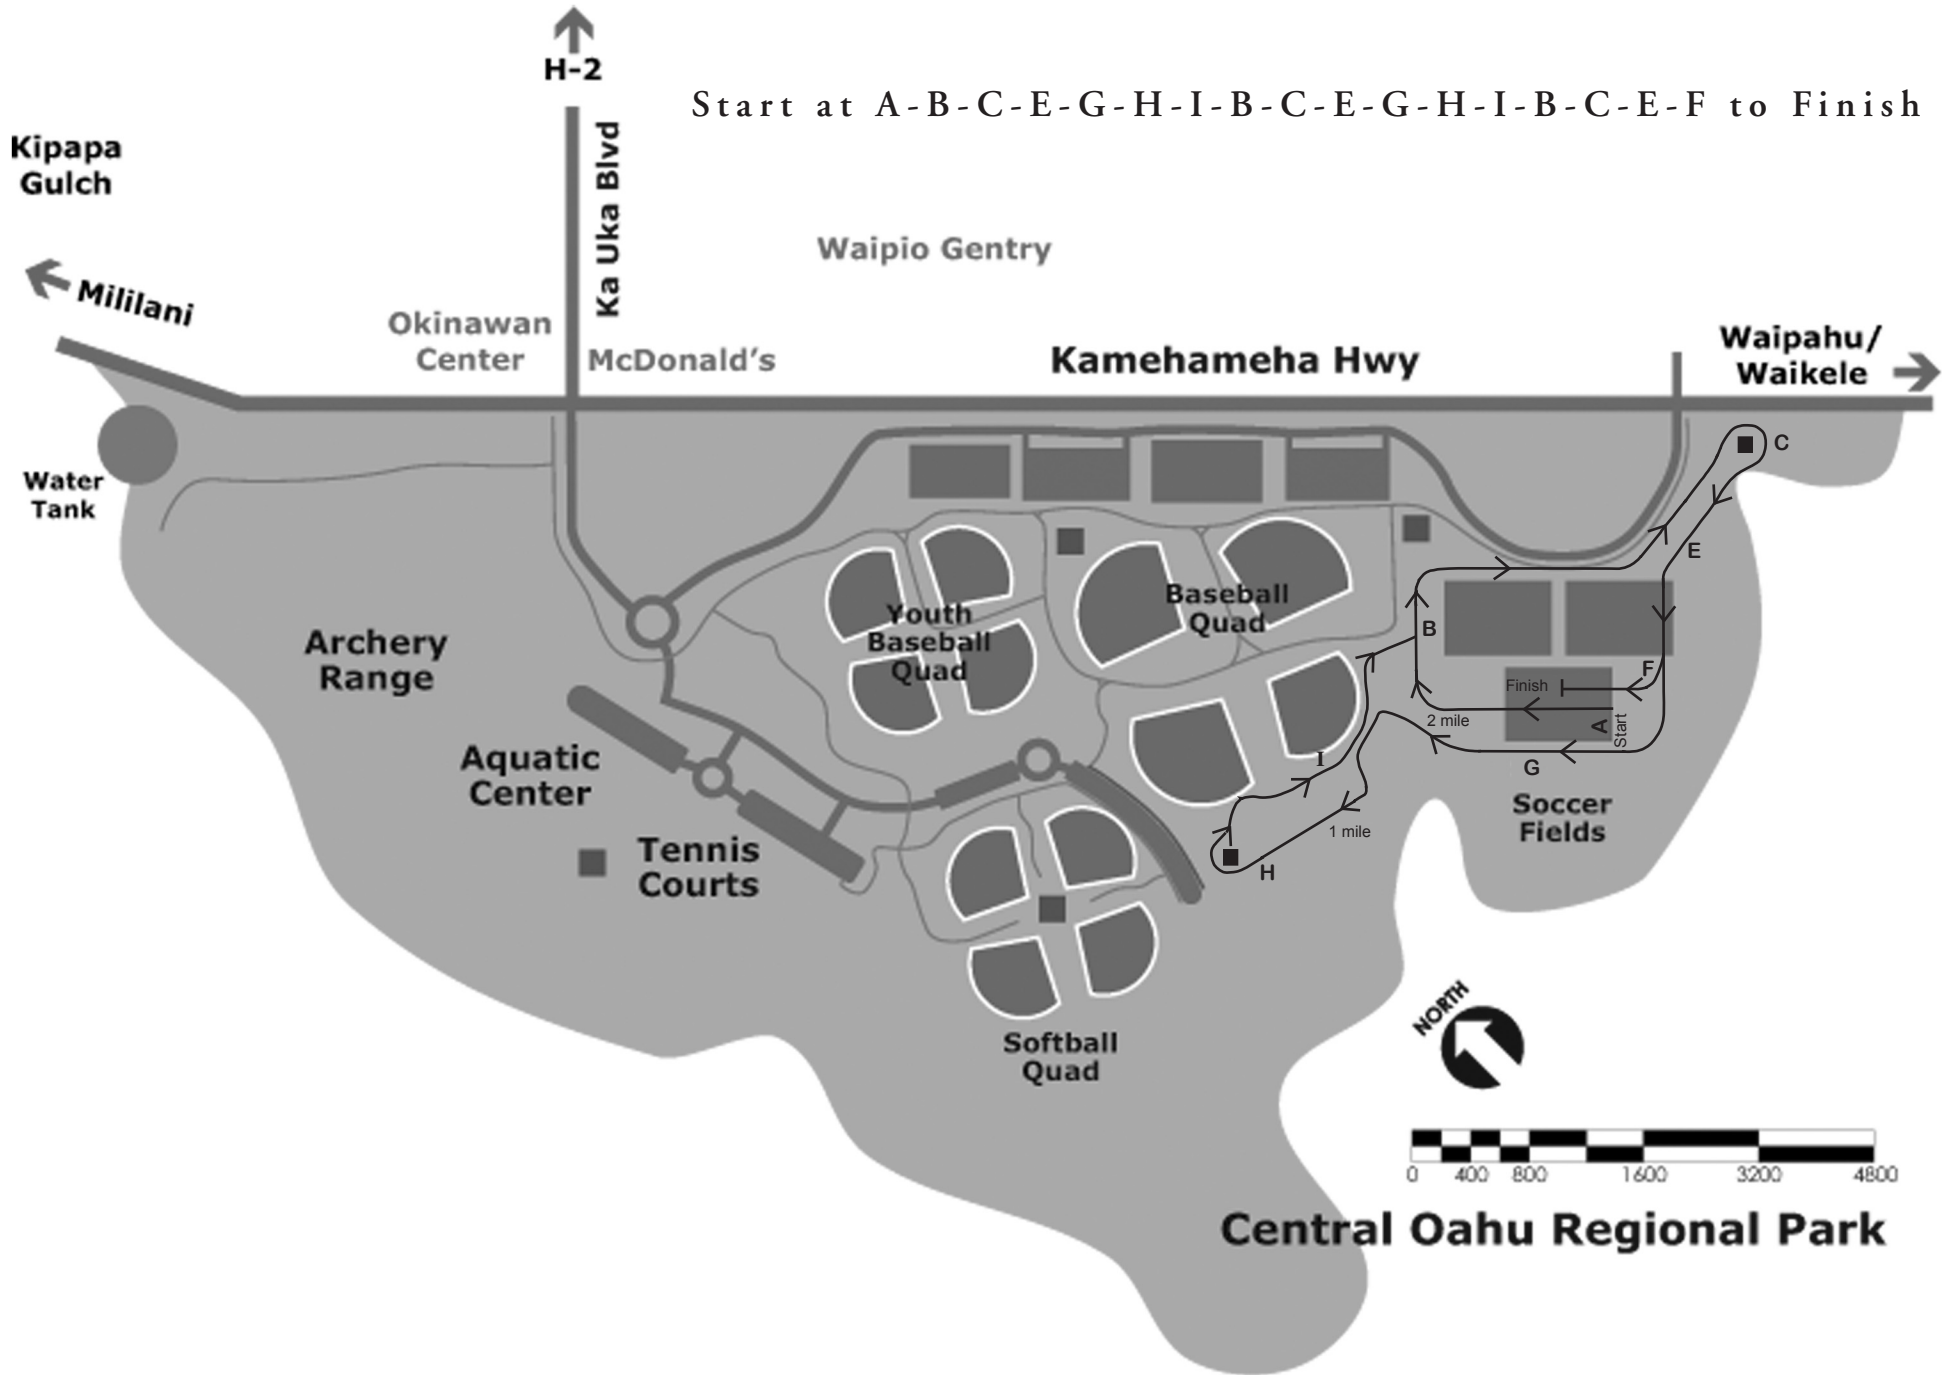 H-2
Start at A-B-C-E-G-H-I-B-C-E-G-H-I-B-C-E-F to Finish
Ka Uka Blvd
Kipapa
Gulch
Waipio Gentry
Mililani
Okinawan
Center
McDonald's
Kamehameha Hwy
Waipahu/
Waikele
C
Water
Tank
E
Youth
Baseball
Quad
Baseball
Quad
B
Archery
Range
F
Finish
2 mile
A
Start
Aquatic
Center
I
G
Soccer
Fields
1 mile
Tennis
Courts
H
NORTH
Softball
Quad
0 400 800 1600 3200 4800
Central Oahu Regional Park